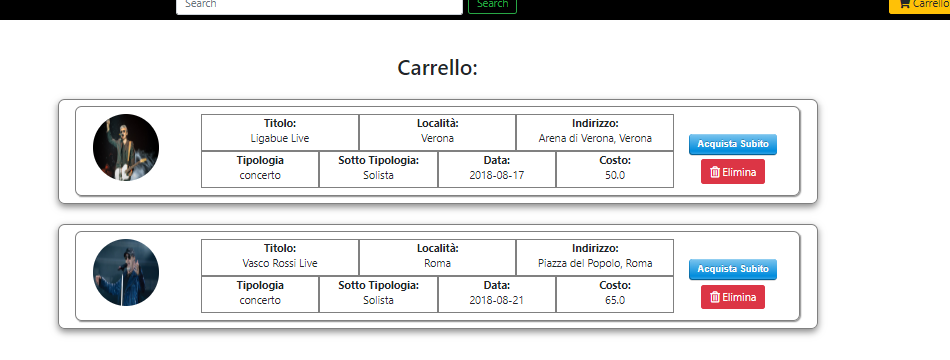 Search
Search
Carrello
Carrello:
Titolo:
Località:
Indirizzo:
Ligabue Live
Verona
Arena di Verona, Verona
Acquista Subito
Tipologia
Sotto Tipologia:
Data:
Costo:
concerto
Solista
2018-08-17
50.0
Elimina
Titolo:
Località:
Indirizzo:
Vasco Rossi Live
Roma
Piazza del Popolo, Roma
Acquista Subito
Tipologia
Sotto Tipologia:
Data:
Costo:
concerto
Solista
2018-08-21
65.0
Elimina